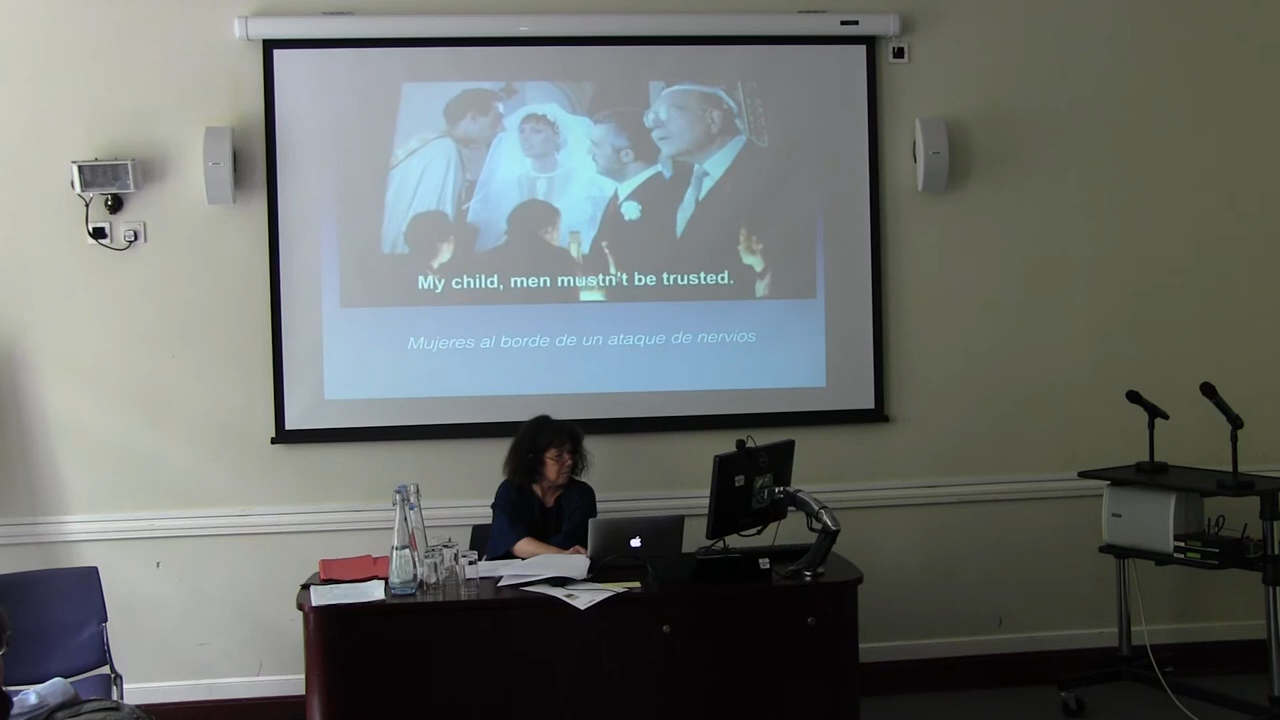 My child, men mustn't be trusted.
Mujeres al borde de un ataque de nervios